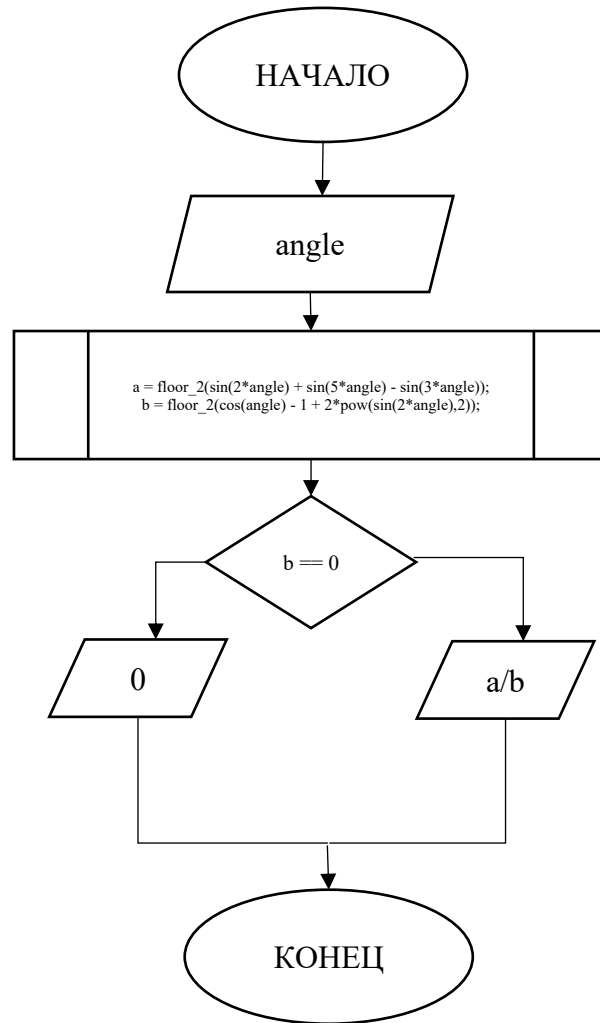 НАЧАЛО
angle
a = floor_2(sin(2*angle) + sin(5*angle) - sin(3*angle));
b = floor_2(cos(angle) - 1 + 2*pow(sin(2*angle),2));
b == 0
0
a/b
КОНЕЦ